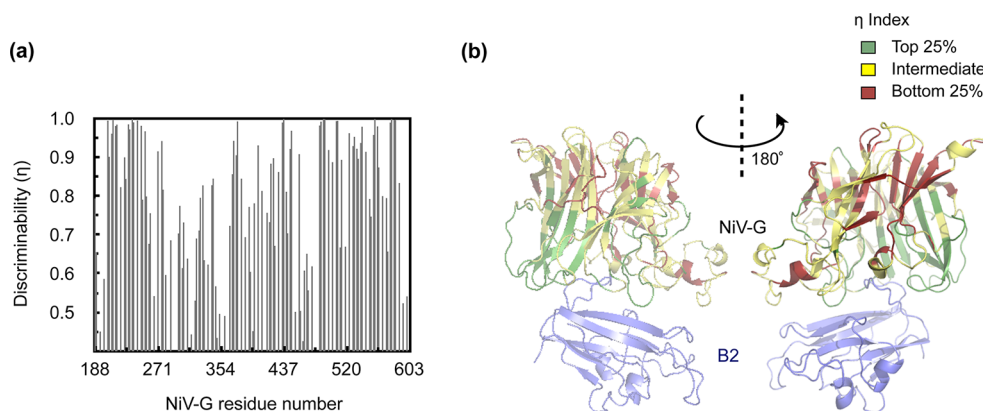 (a)
Discriminability (η)
1.0
0.9
0.8
0.7
0.6
0.5
188 271 354 437 520 603
NiV-G residue number
(b)
η Index
Top 25%
Intermediate
Bottom 25%
180°
NiV-G
B2